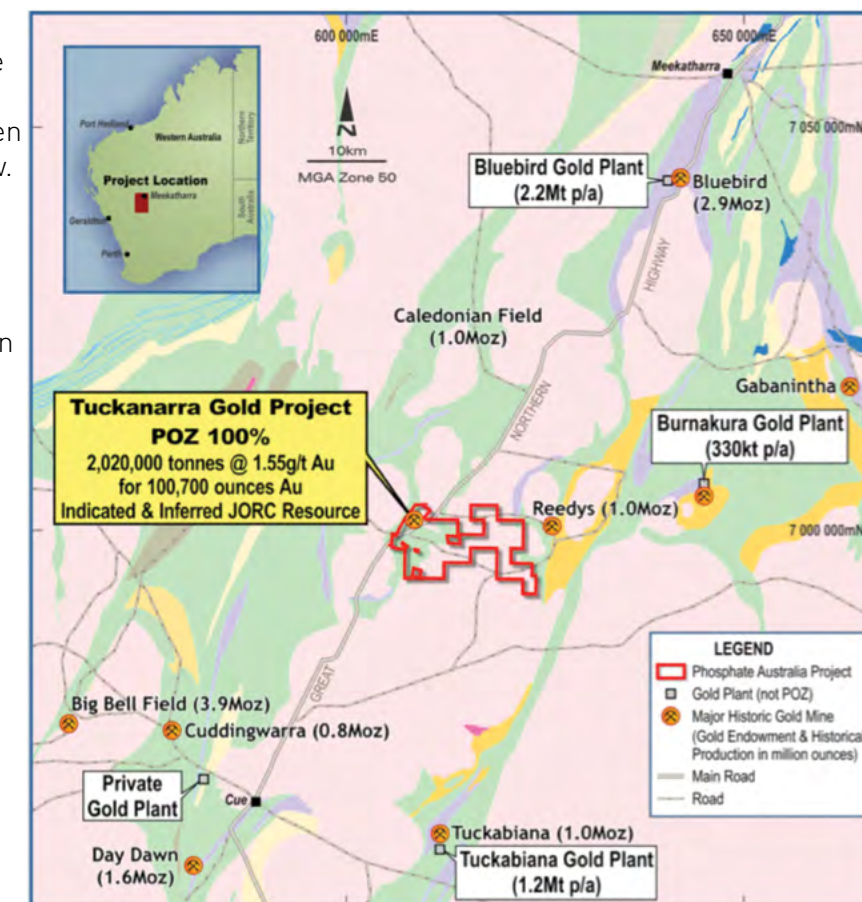 e
en
w.
n
600 000mE
650 000mE
Meekatharra
7 050 000mN
Port Hedland
Western Australia
Northern
Territory
South
Australia
Project Location
Meekatharra
Geraldton
Perth
N
10km
MGA Zone 50
Bluebird Gold Plant
(2.2Mt p/a)
Bluebird
(2.9Moz)
HIGHWAY
Caledonian Field
(1.0Moz)
NORTHERN
Gabanintha
Tuckanarra Gold Project
POZ 100%
2,020,000 tonnes @ 1.55g/t Au
for 100,700 ounces Au
Indicated & Inferred JORC Resource
Burnakura Gold Plant
(330kt p/a)
Reedys (1.0Moz)
7 000 000mN
GREAT
Big Bell Field (3.9Moz)
Cuddingwarra (0.8Moz)
Private
Gold Plant
Cue
Day Dawn
(1.6Moz)
Tuckabiana (1.0Moz)
Tuckabiana Gold Plant
(1.2Mt p/a)
LEGEND
Phosphate Australia Project
Gold Plant (not POZ)
Major Historic Gold Mine
(Gold Endowment & Historical
Production in million ounces)
Main Road
Road